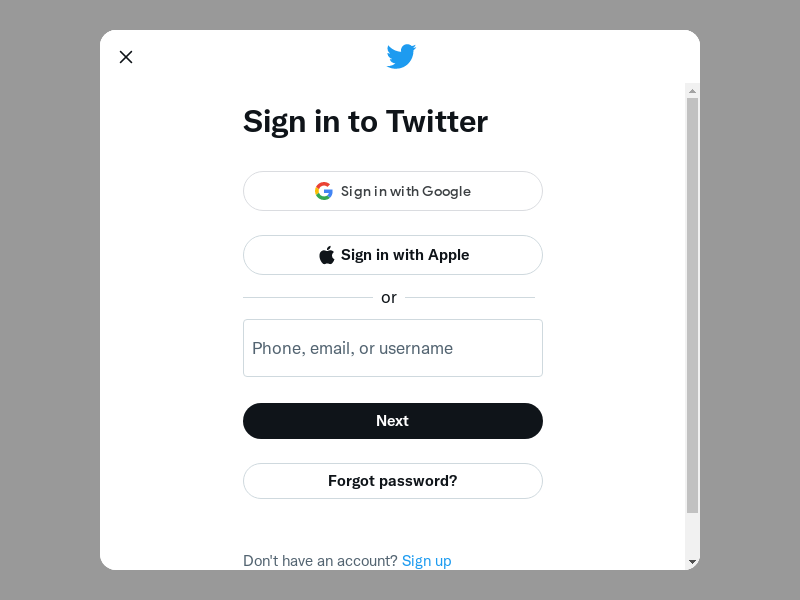 Sign in to Twitter
Sign in with Google
Sign in with Apple
or
Phone, email, or username
Next
Forgot password?
Don't have an account? Sign up